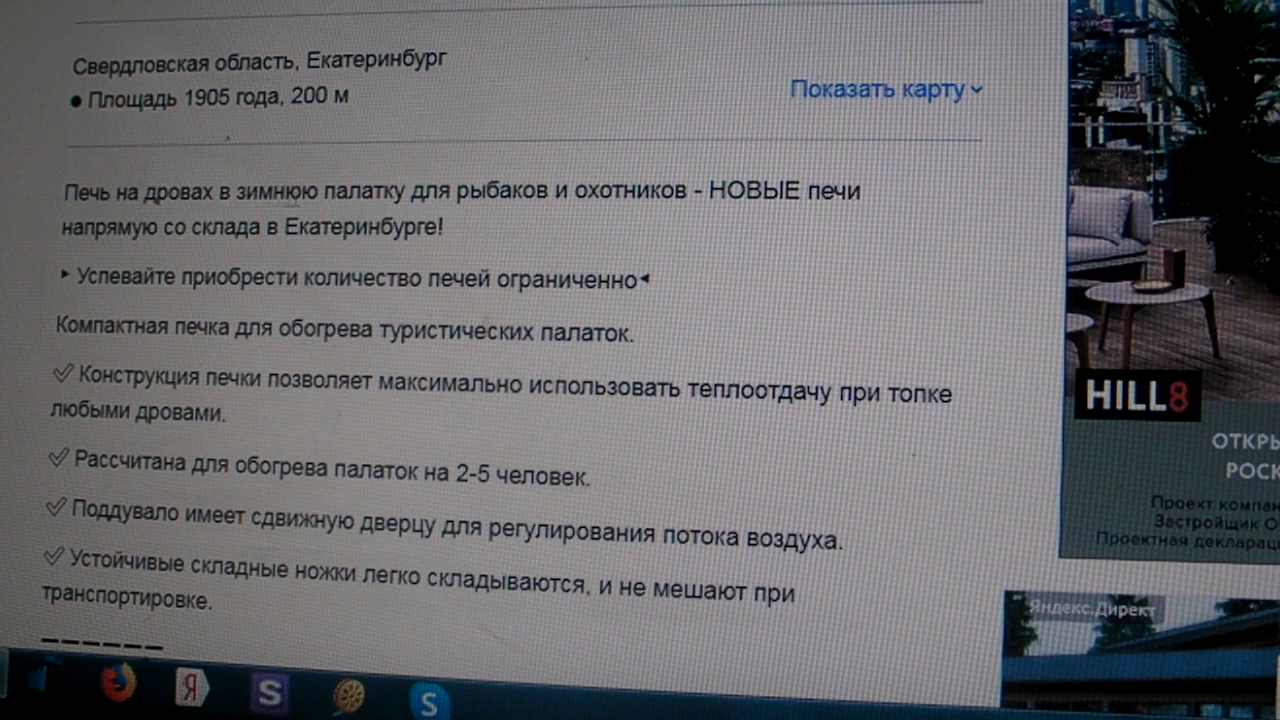 Свердловская область, Екатеринбург
● Площадь 1905 года, 200 м
Показать карту
Печь на дровах в зимнюю палатку для рыбаков и охотников - НОВЫЕ печи
напрямую со склада в Екатеринбурге!
‣ Успевайте приобрести количество печей ограниченно◂
Компактная печка для обогрева туристических палаток.
✅ Конструкция печки позволяет максимально использовать теплоотдачу при топке
любыми дровами.
✅ Рассчитана для обогрева палаток на 2-5 человек.
✅ Поддувало имеет сдвижную дверцу для регулирования потока воздуха.
✅ Устойчивые складные ножки легко складываются, и не мешают при
транспортировке.
▬▬▬▬▬▬
HILL8
ОТКРЫ
РОСК
Проект компан
Застройщик О
Проектная декларац
Яндекс.Директ
Я
S
S